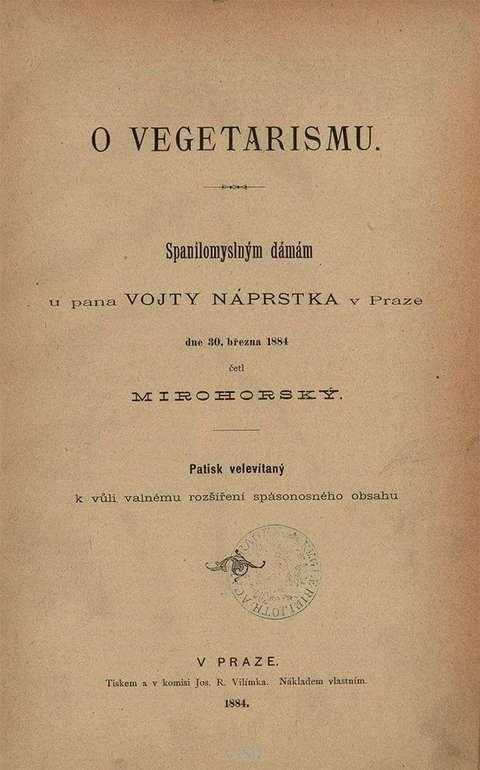 O VEGETARISMU.
Spanilomyslným dámám
u pana VOJTY NÁPRSTKA v Praze
dne 30. března 1884
četl
MIROHORSKÝ.
Patisk velevítaný
k vůli valnému rozšíření spásonosného obsahu
V PRAZE.
Tiskem a v komisi Jos. R. Vilímka. Nákladem vlastním.
1884.